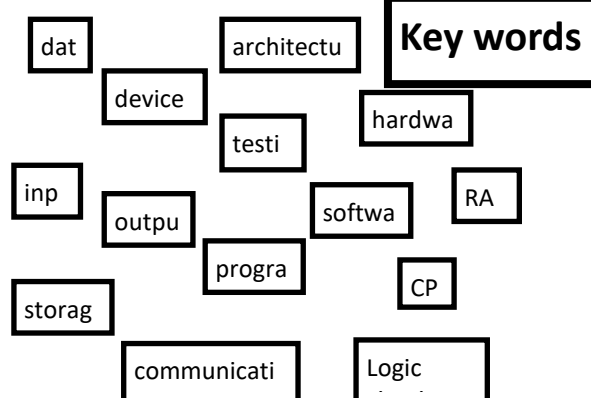 Key words
dat
architectu
device
hardwa
testi
inp
RA
softwa
outpu
progra
CP
storag
communicati
Logic